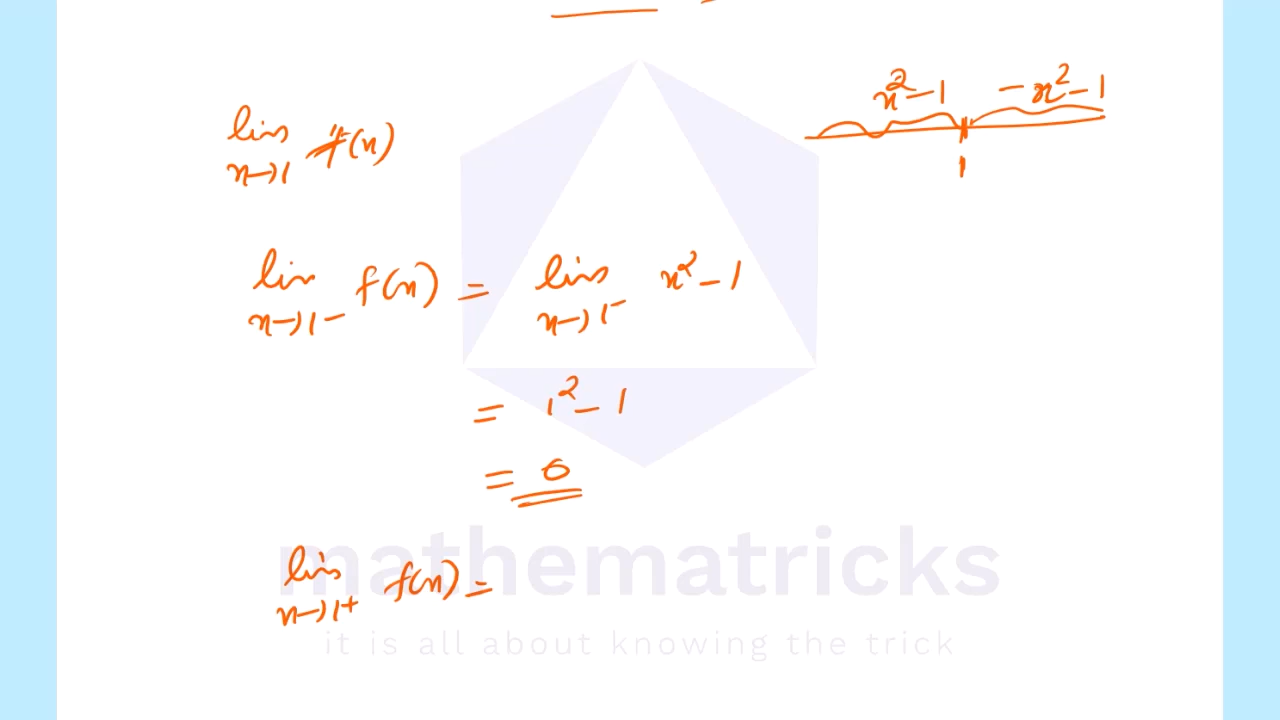 x² - 1    - x² - 1
lim f(x)
x→1
1
lim f(x) = lim x² - 1
x→1-    x→1-
= 1² - 1
= 0
mathematricks
lim f(x) =
x→1+
it is all about knowing the trick